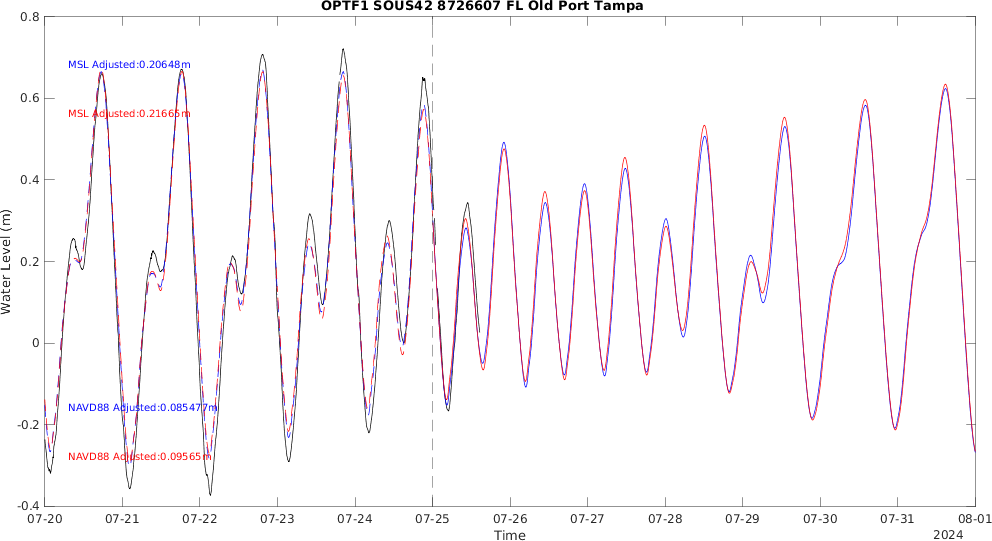 OPTF1 SOUS42 8726607 FL Old Port Tampa
0.8
MSL Adjusted:0.20648m
0.6
MSL Adjusted:0.21665m
0.4
Water Level (m)
0.2
0
NAVD88 Adjusted:0.085477m
-0.2
NAVD88 Adjusted:0.09565m
-0.4
07-20 07-21 07-22 07-23 07-24 07-25 07-26 07-27 07-28 07-29 07-30 07-31 08-01
Time
2024